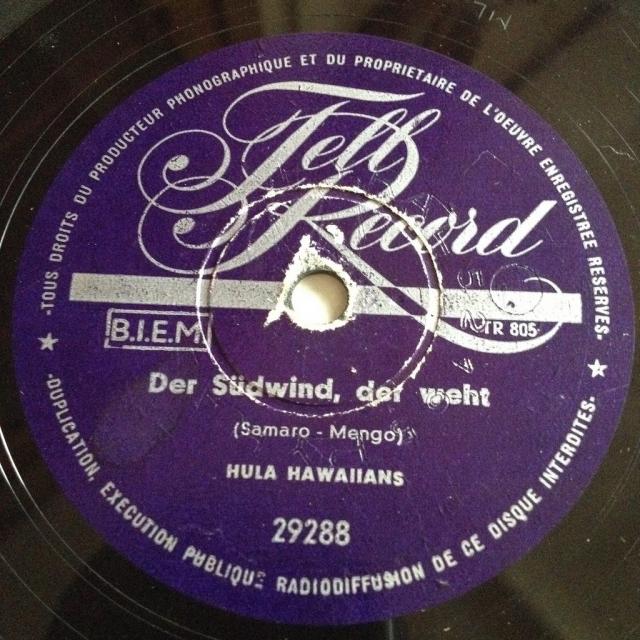 -TOUS DROITS DU PRODUCTEUR PHONOGRAPHIQUE ET DU PROPRIETAIRE DE L'OEUVRE ENREGISTREE RESERVES-
Tell
Record
TR 805
B.I.E.M
Der Südwind, der weht
(Samaro - Mengo)
HULA HAWAIIANS
29288
-DUPLICATION, EXECUTION PUBLIQUE RADIODIFFUSION DE CE DISQUE INTERDITES.